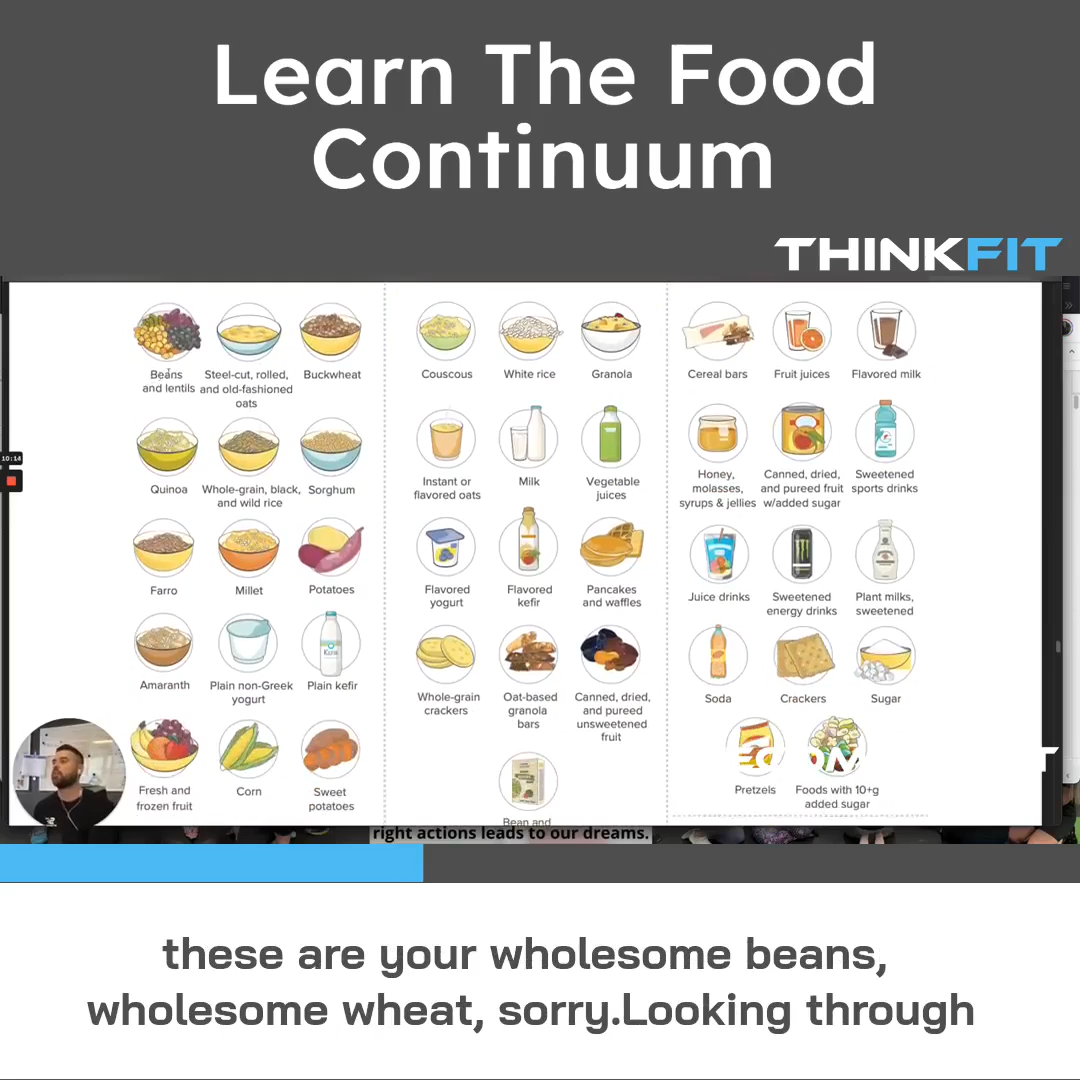 Learn The Food
Continuum
THINKFIT
Beans
and lentils
Steel-cut, rolled,
and old-fashioned
oats
Buckwheat
Couscous
White rice
Granola
Cereal bars
Fruit juices
Flavored milk
Quinoa
Whole-grain, black,
and wild rice
Sorghum
Instant or
flavored oats
Milk
Vegetable
juices
Honey,
molasses,
syrups & jellies
Canned, dried,
and pureed fruit
w/added sugar
Sweetened
sports drinks
10:14
Farro
Millet
Potatoes
Flavored
yogurt
Flavored
kefir
Pancakes
and waffles
Juice drinks
Sweetened
energy drinks
Plant milks,
sweetened
Amaranth
Plain non-Greek
yogurt
Plain kefir
Whole-grain
crackers
Oat-based
granola
bars
Canned, dried,
and pureed
unsweetened
fruit
Soda
Crackers
Sugar
Fresh and
frozen fruit
Corn
Sweet
potatoes
Bean and
Pretzels
Foods with 10+g
added sugar
right actions leads to our dreams.
these are your wholesome beans,
wholesome wheat, sorry.Looking through